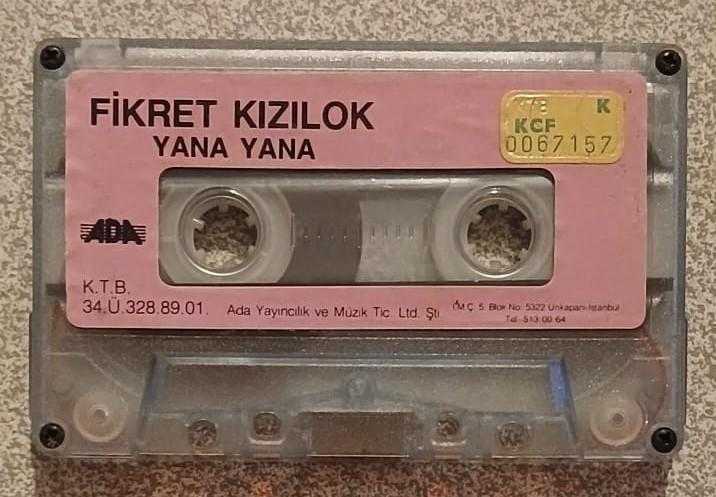 FİKRET KIZILOK
YANA YANA
K
KCF
0067157
ADA
K.T.B.
34.Ü.328.89.01.
Ada Yayıncılık ve Müzik Tic. Ltd. Şti.
İ.M.Ç. 5. Blok No: 5322 Unkapanı-İstanbul
Tel: 513 00 64